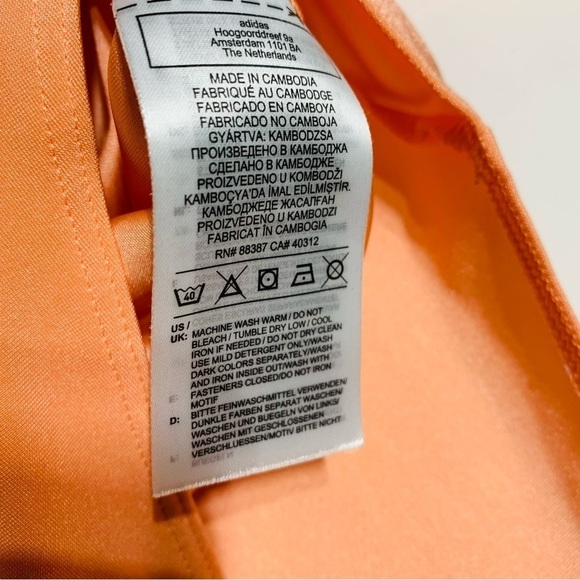 adidas
Hoogoorddreef 9a
Amsterdam 1101 BA
The Netherlands
MADE IN CAMBODIA
FABRIQUÉ AU CAMBODGE
FABRICADO EN CAMBOYA
FABRICADO NO CAMBOJA
GYÁRTVA: KAMBODZSA
ПРОИЗВЕДЕНО В КАМБОДЖА
СДЕЛАНО В КАМБОДЖЕ
PROIZVEDENO U KOMBODŽI
KAMBOÇYA'DA İMAL EDİLMİŞTİR.
КАМБОДЖЕДЕ ЖАСАЛҒАН
PROIZVEDENO U KAMBODZI
FABRICAT ÎN CAMBOGIA
RN# 88387 CA# 40312
40
US /
UK: MACHINE WASH WARM / DO NOT
BLEACH / TUMBLE DRY LOW / COOL
IRON IF NEEDED / DO NOT DRY CLEAN
USE MILD DETERGENT ONLY/WASH
DARK COLORS SEPARATELY/WASH
AND IRON INSIDE OUT/WASH WITH
FASTENERS CLOSED/DO NOT IRON
MOTIF
D: BITTE FEINWASCHMITTEL VERWENDEN/
DUNKLE FARBEN SEPARAT WASCHEN/
WASCHEN UND BUEGELN VON LINKS/
WASCHEN MIT GESCHLOSSENEN
VERSCHLUESSEN/MOTIV BITTE NICHT